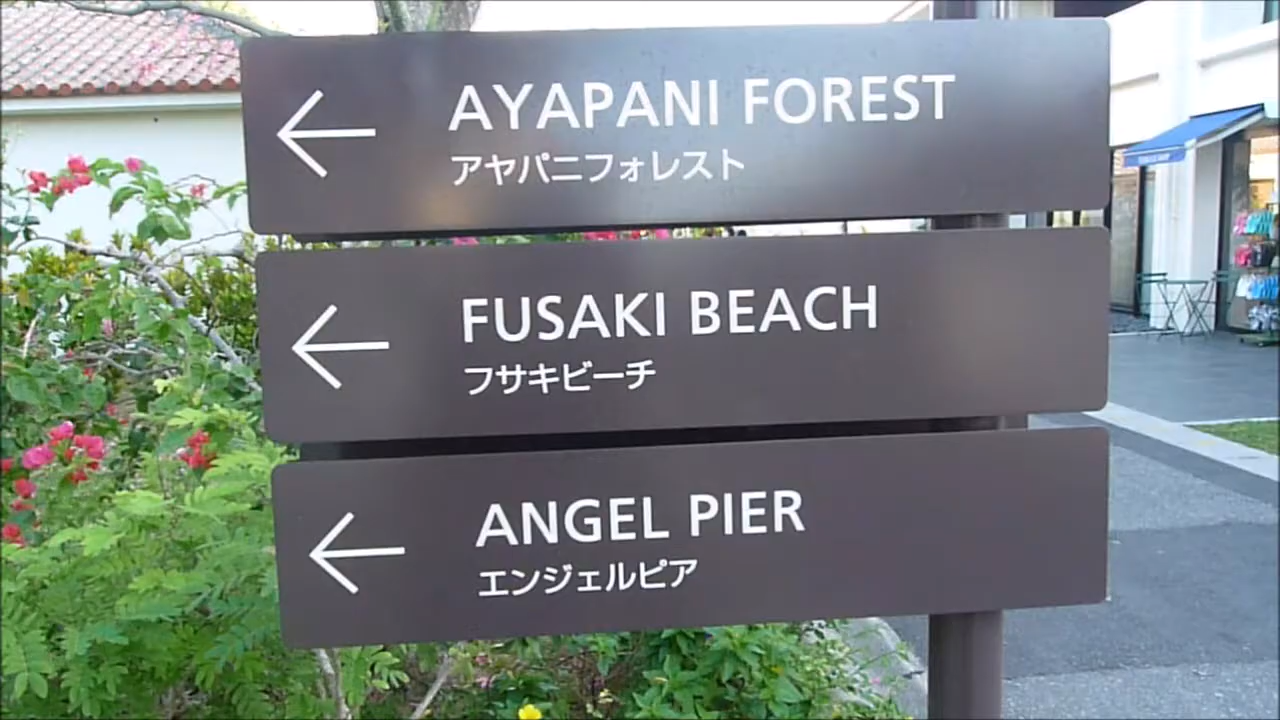 AYAPANI FOREST
アヤパニフォレスト
FUSAKI BEACH
フサキビーチ
ANGEL PIER
エンジェルピア